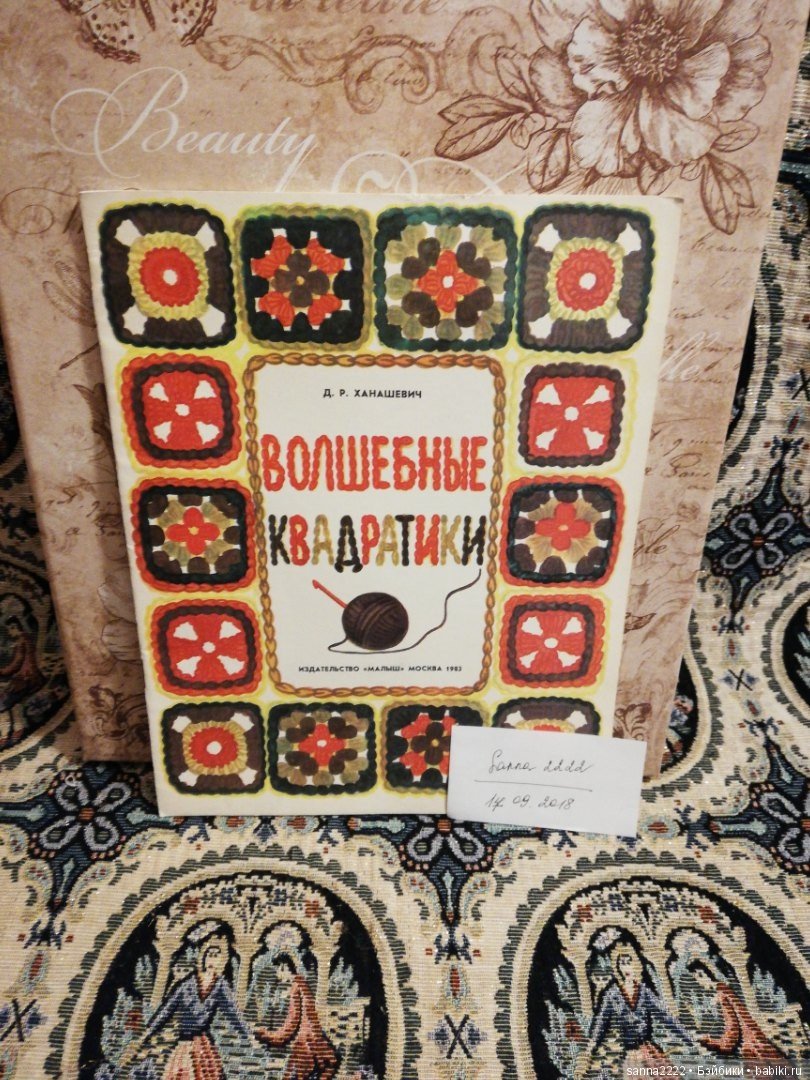 Beauty
Д. Р. ХАНАШЕВИЧ
ВОЛШЕБНЫЕ
КВАДРАТИКИ
ИЗДАТЕЛЬСТВО «МАЛЫШ» МОСКВА 1983
Sanna 2222
17 09. 2018
sanna2222 • Бэйбики • babiki.ru